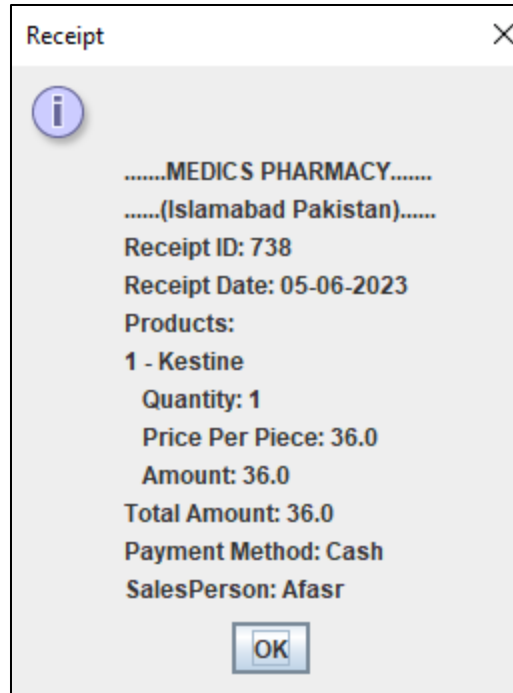 Receipt
i
.......MEDICS PHARMACY.......
......(Islamabad Pakistan)......
Receipt ID: 738
Receipt Date: 05-06-2023
Products:
1 - Kestine
Quantity: 1
Price Per Piece: 36.0
Amount: 36.0
Total Amount: 36.0
Payment Method: Cash
SalesPerson: Afasr
OK